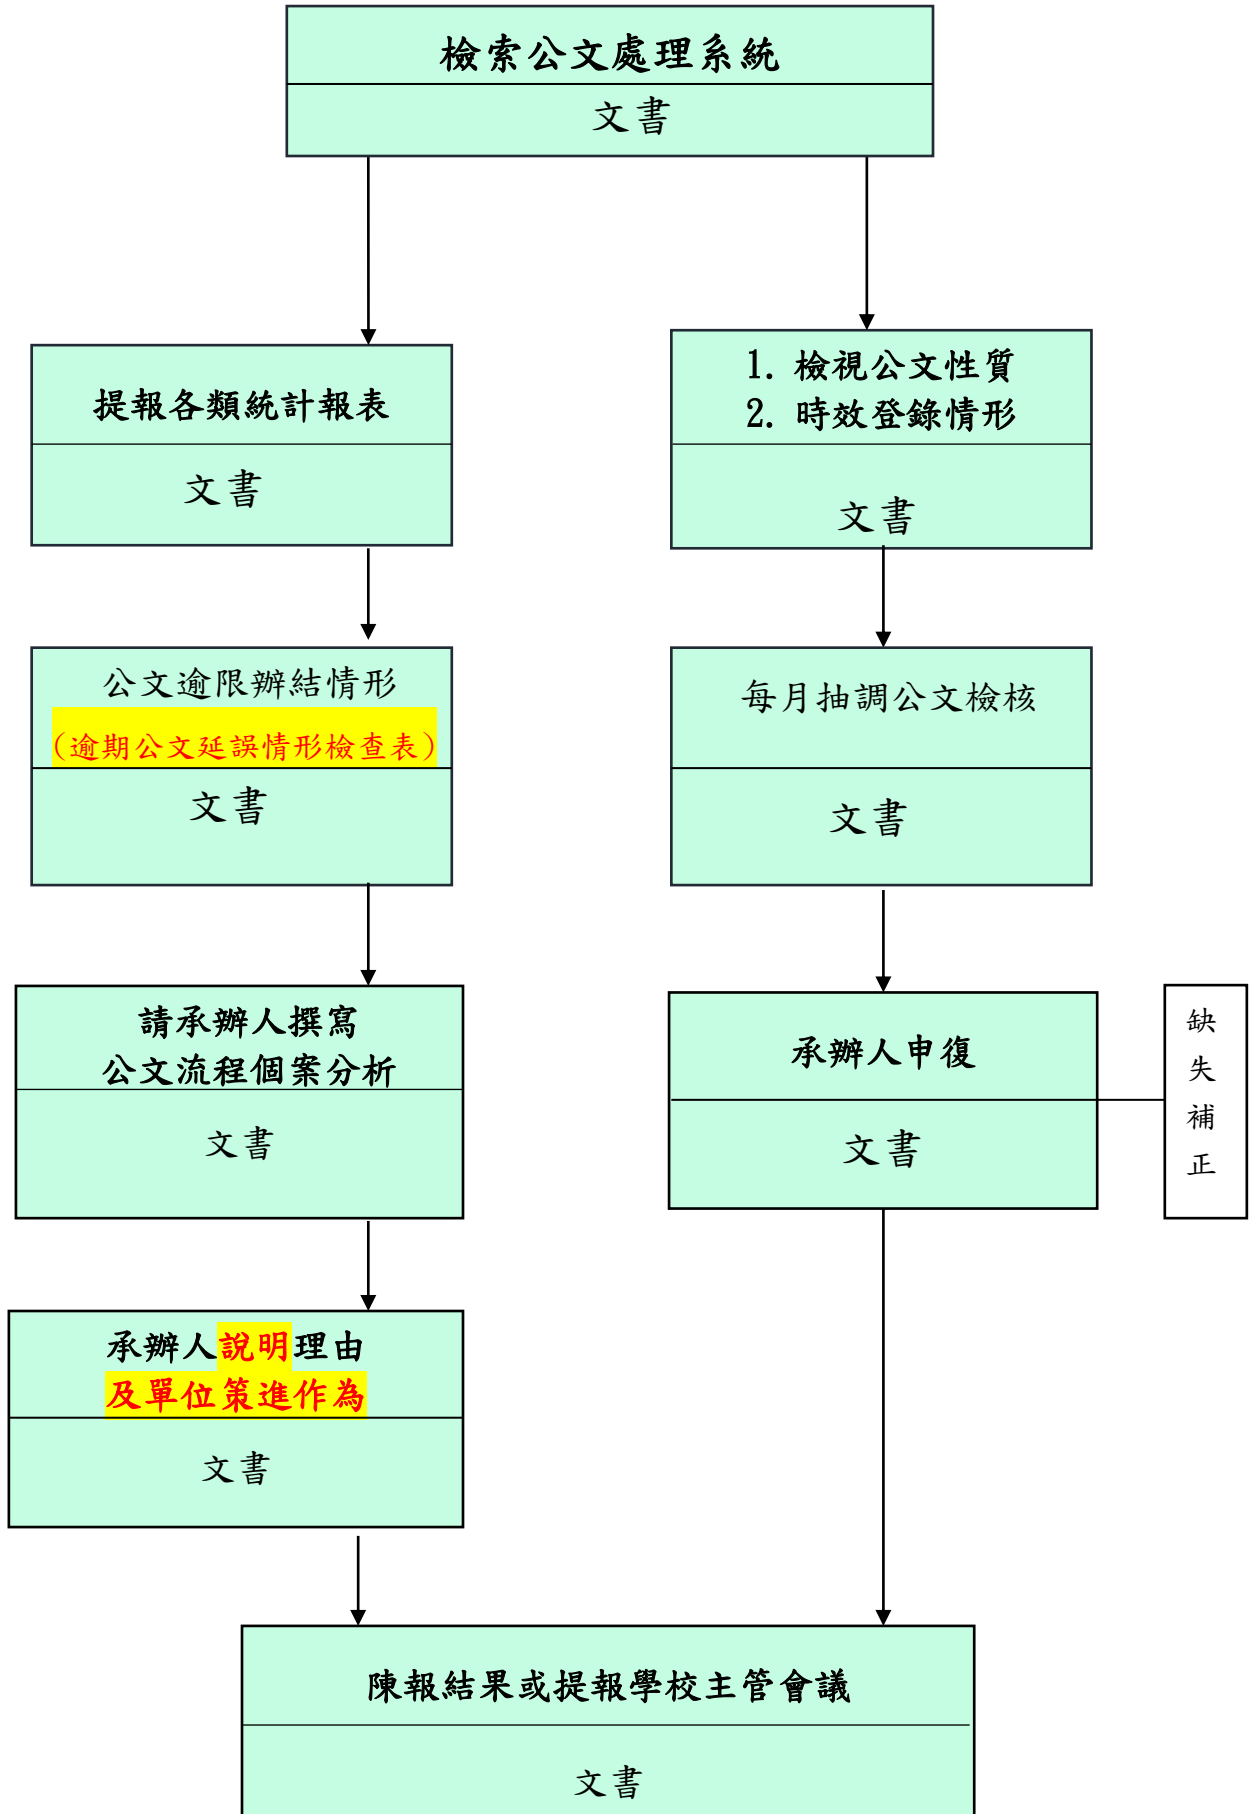 檢索公文處理系統
文書
提報各類統計報表
文書
1. 檢視公文性質
2. 時效登錄情形
文書
公文逾限辦結情形
(逾期公文延誤情形檢查表)
文書
每月抽調公文檢核
文書
請承辦人撰寫
公文流程個案分析
文書
承辦人申復
文書
缺
失
補
正
承辦人說明理由
及單位策進作為
文書
陳報結果或提報學校主管會議
文書